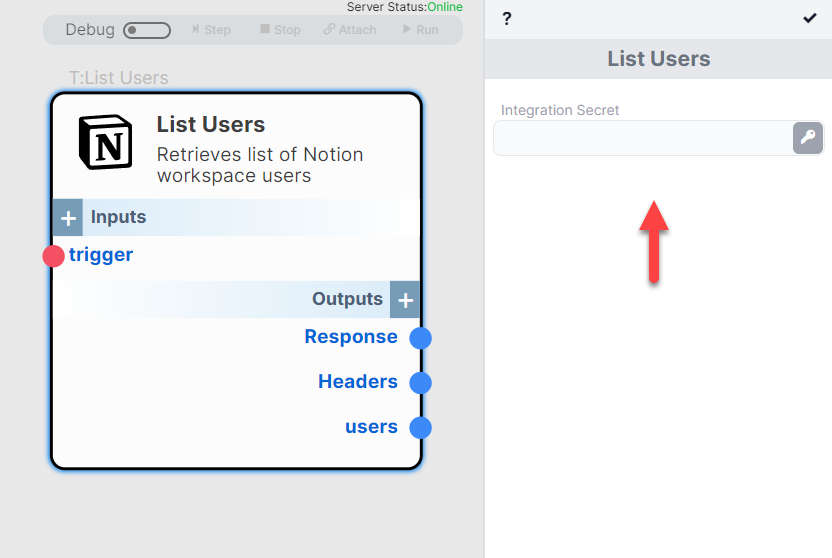 Server Status:Online
Debug
Step
Stop
Attach
Run
T:List Users
N
List Users
Retrieves list of Notion
workspace users
+ Inputs
trigger
Outputs +
Response
Headers
users
?
List Users
Integration Secret